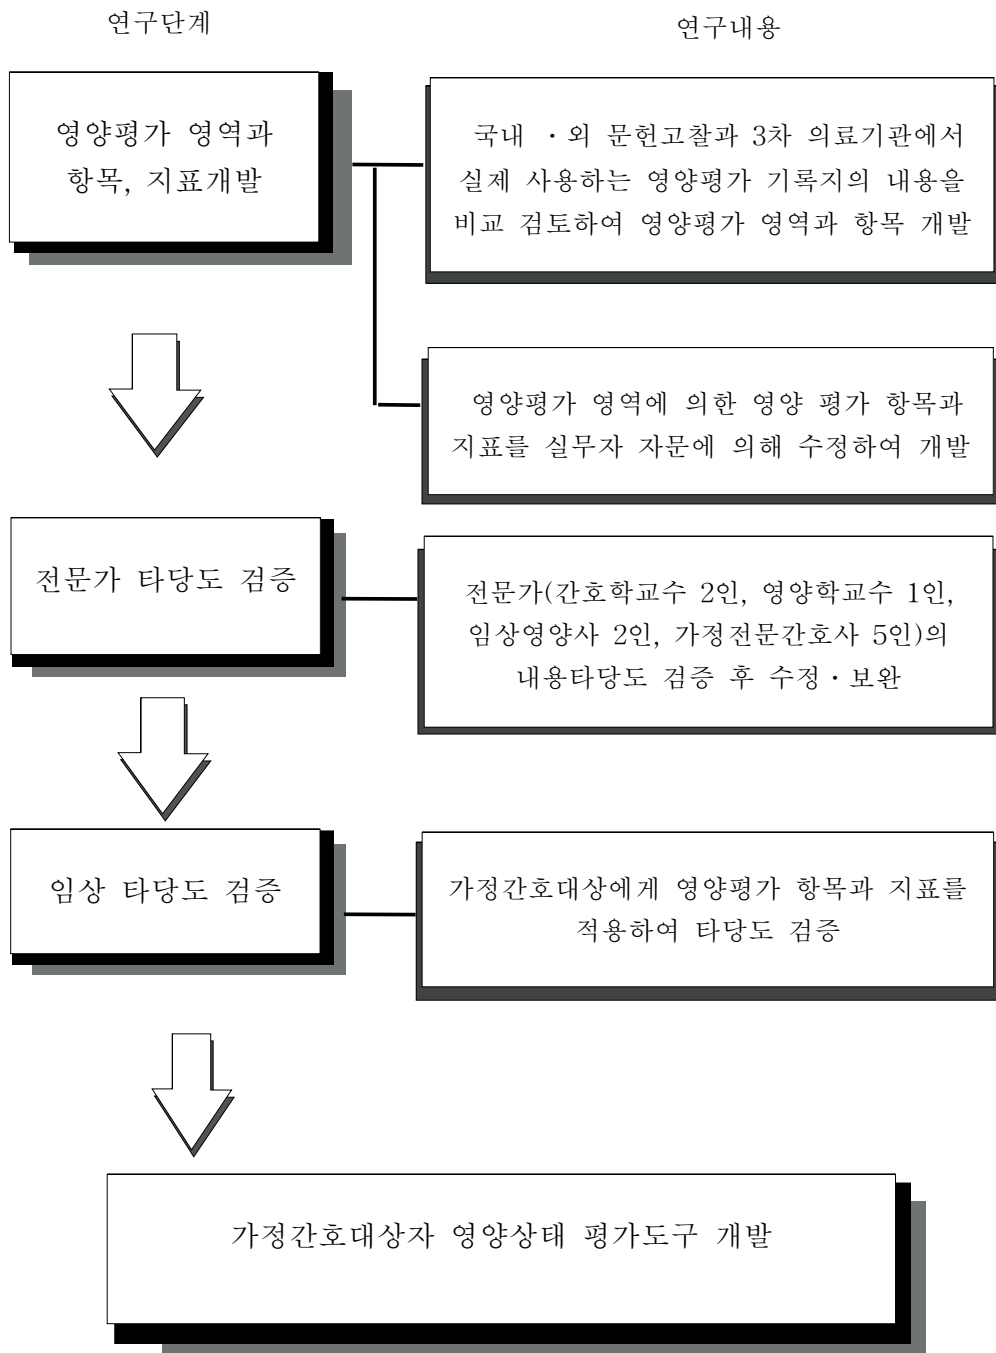 연구단계
연구내용
영양평가 영역과
항목, 지표개발
국내 ・외 문헌고찰과 3차 의료기관에서
실제 사용하는 영양평가 기록지의 내용을
비교 검토하여 영양평가 영역과 항목 개발
영양평가 영역에 의한 영양 평가 항목과
지표를 실무자 자문에 의해 수정하여 개발
전문가 타당도 검증
전문가(간호학교수 2인, 영양학교수 1인,
임상영양사 2인, 가정전문간호사 5인)의
내용타당도 검증 후 수정・보완
임상 타당도 검증
가정간호대상에게 영양평가 항목과 지표를
적용하여 타당도 검증
가정간호대상자 영양상태 평가도구 개발